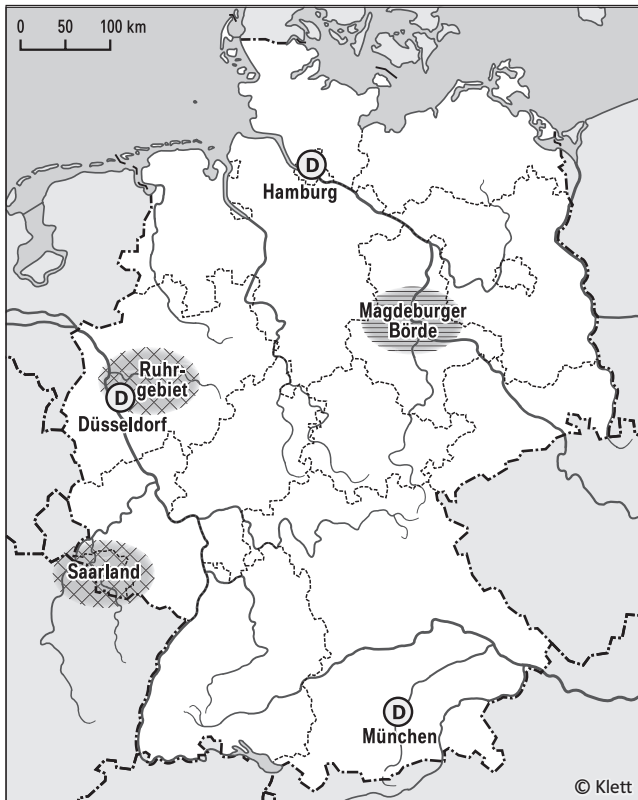 0 50 100 km
D
Hamburg
Magdeburger
Börde
Ruhr-
gebiet
D
Düsseldorf
Saarland
D
München
© Klett